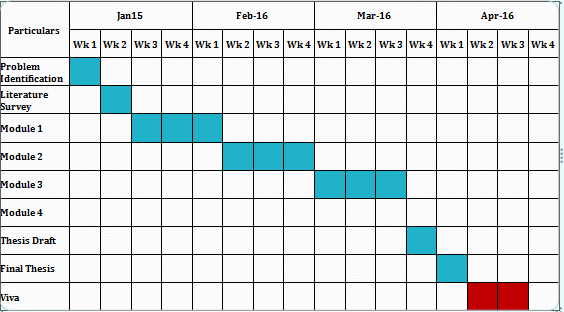 Particulars
Jan15 Feb-16 Mar-16 Apr-16
Wk 1 Wk 2 Wk 3 Wk 4 Wk 1 Wk 2 Wk 3 Wk 4 Wk 1 Wk 2 Wk 3 Wk 4 Wk 1 Wk 2 Wk 3 Wk 4
Problem
Identification
Literature
Survey
Module 1
Module 2
Module 3
Module 4
Thesis Draft
Final Thesis
Viva